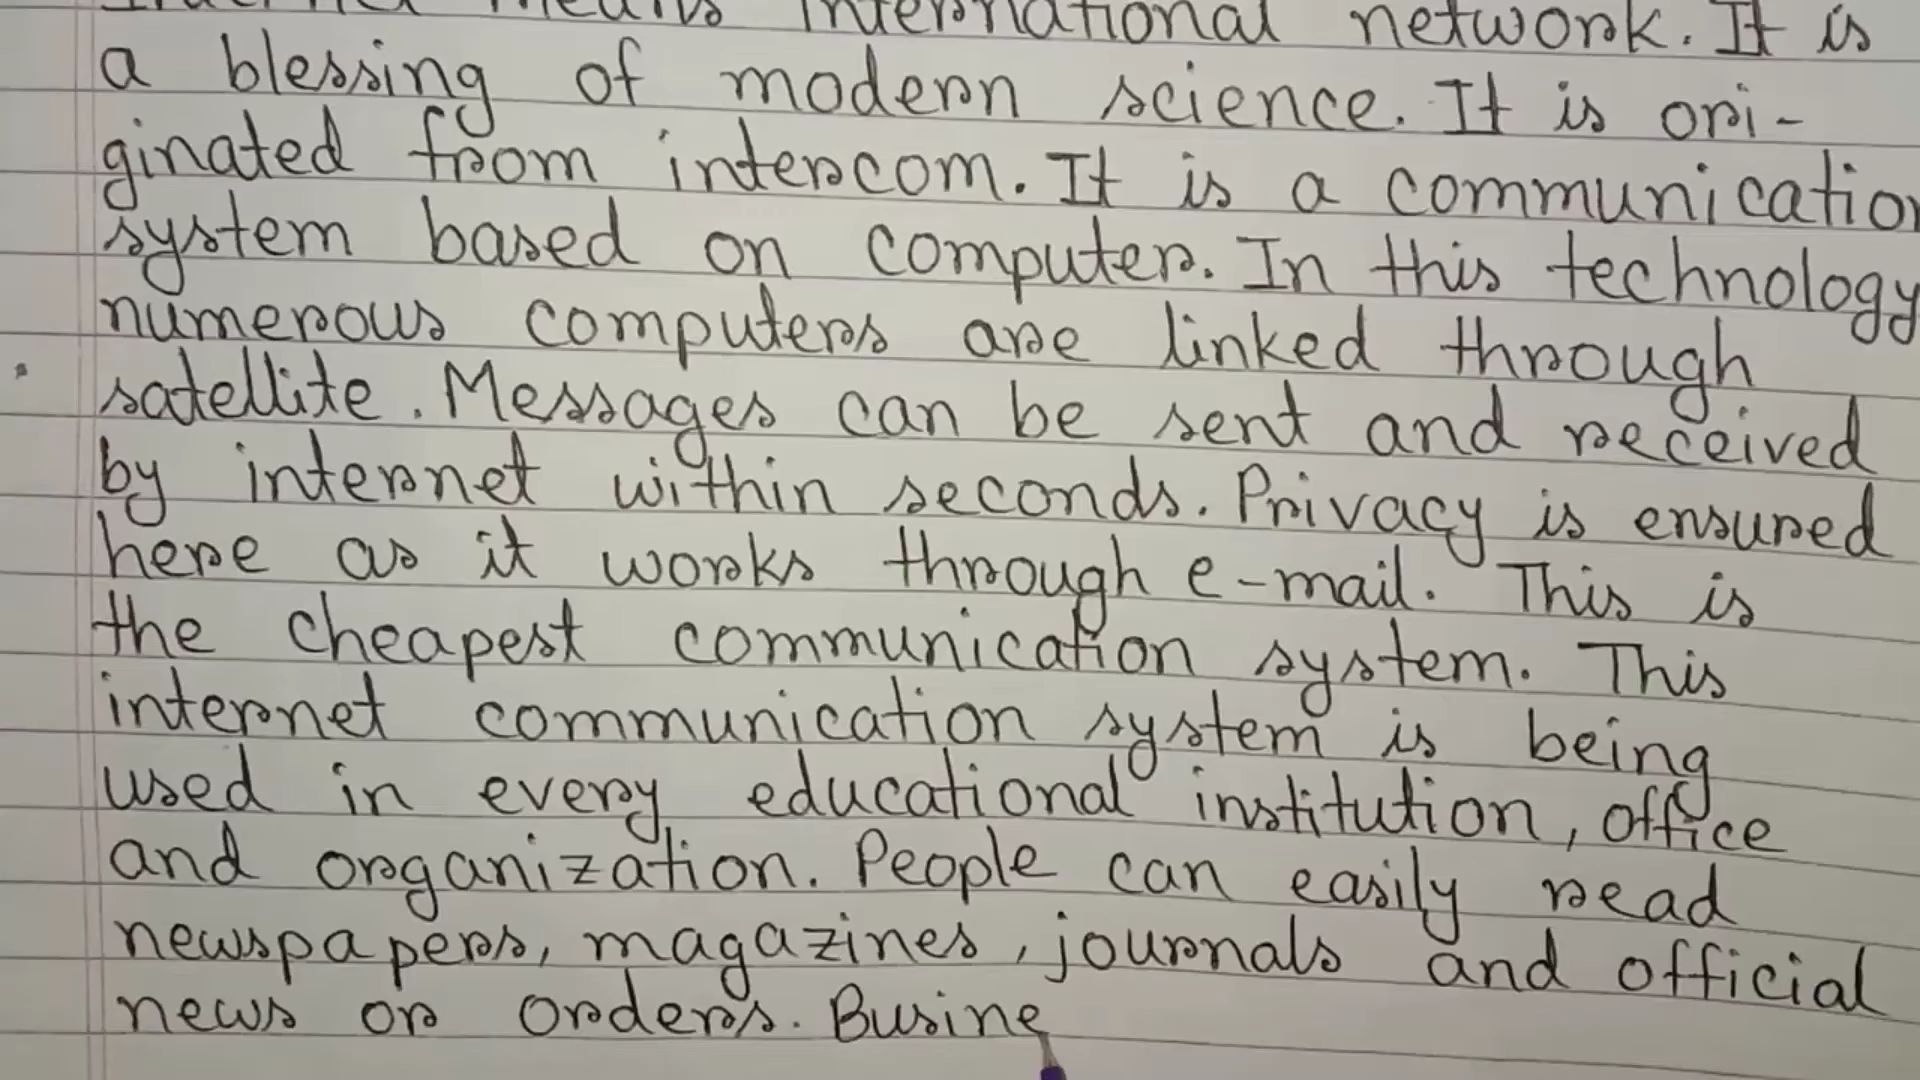 Internet means international network. It is
a blessing of modern science. It is ori-
ginated from intercom. It is a communication
system based on computer. In this technology
numerous computers are linked through
satellite. Messages can be sent and received
by internet within seconds. Privacy is ensured
here as it works through e-mail. This is
the cheapest communication system. This
internet communication system is being
used in every educational institution, office
and organization. People can easily read
newspapers, magazines, journals and official
news or orders. Busine